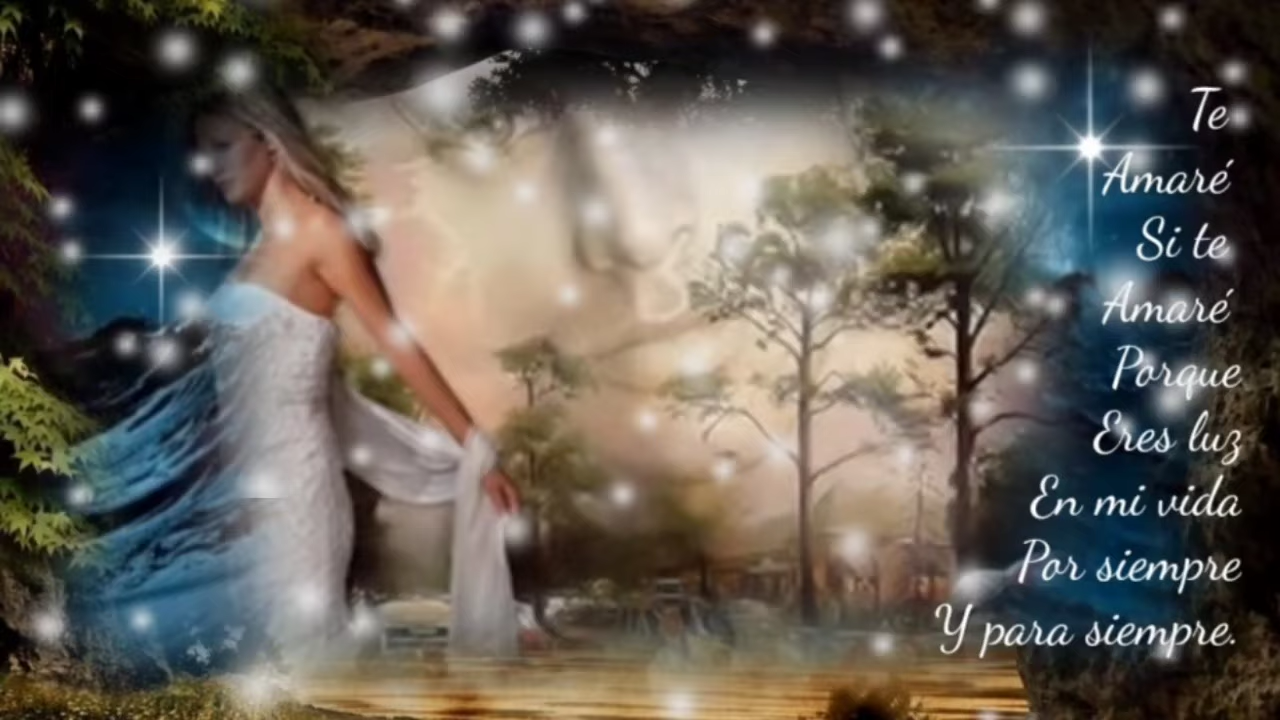 Te
Amaré
Si te
Amaré
Porque
Eres luz
En mi vida
Por siempre
Y para siempre.